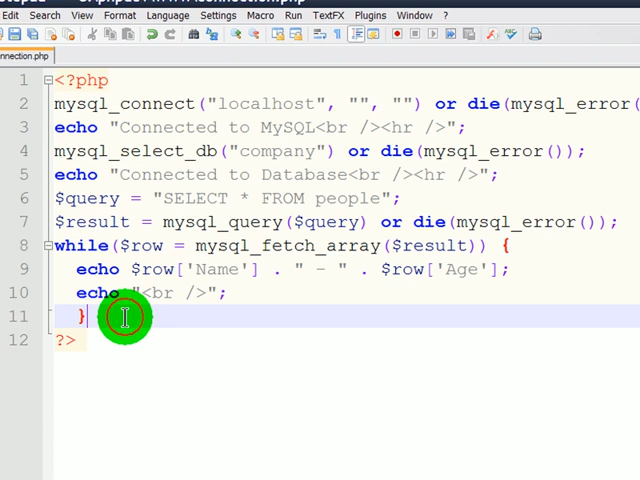 Edit Search View Format Language Settings Macro Run TextFX Plugins Window ?
nnection.php
1 <?php
2 mysql_connect("localhost", "", "") or die(mysql_error(
3 echo "Connected to MySQL<br /><hr />";
4 mysql_select_db("company") or die(mysql_error());
5 echo "Connected to Database<br /><hr />";
6 $query = "SELECT * FROM people";
7 $result = mysql_query($query) or die(mysql_error());
8 while($row = mysql_fetch_array($result)) {
9 echo $row['Name'] . " - " . $row['Age'];
10 echo "<br />";
11 }
12 ?>